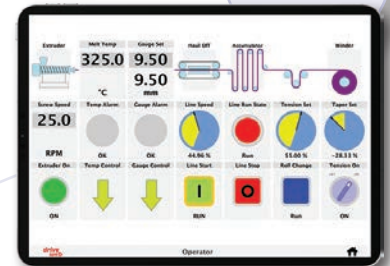 Extruder Melt Temp Gauge Set Haul Off Accumulator Winder
325.0 9.50
9.50
°C mm
Screw Speed Temp Alarm Gauge Alarm Line Speed Line Run State Tension Set Taper Set
25.0
RPM OK OK 44.96 % Run 55.00 % -28.33 %
Extruder On Temp Control Gauge Control Line Start Line Stop Roll Change Tension On
I O
ON RUN Run ON
drive web Operator